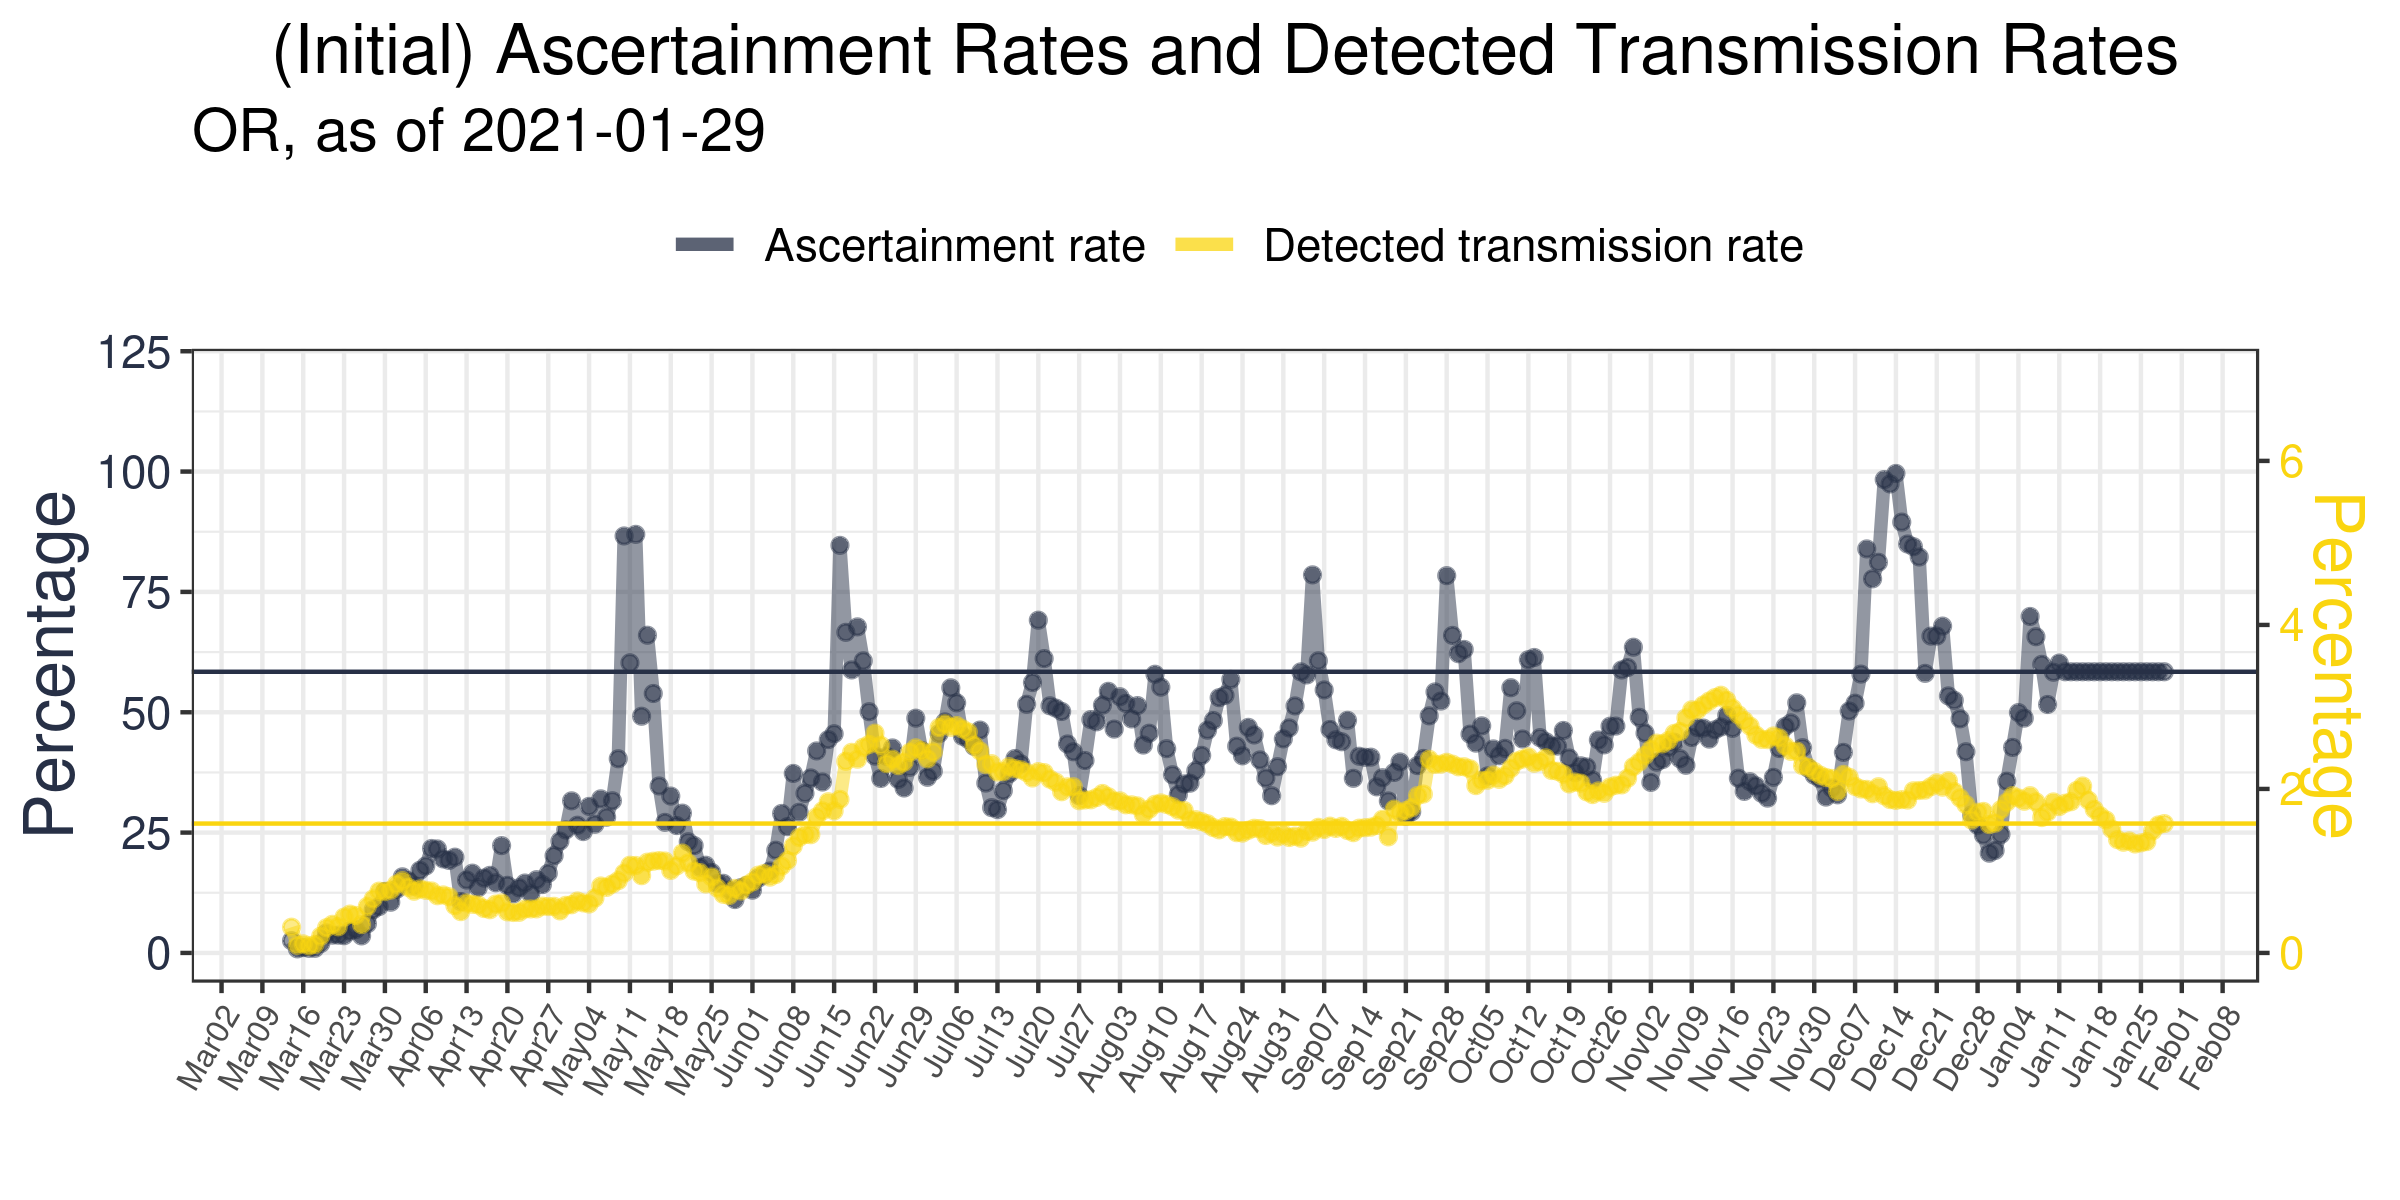 (Initial) Ascertainment Rates and Detected Transmission Rates
OR, as of 2021-01-29
Ascertainment rate
Detected transmission rate
Percentage
125
100
75
50
25
0
6
4
2
0
Percentage
Mar02
Mar09
Mar16
Mar23
Mar30
Apr06
Apr13
Apr20
Apr27
May04
May11
May18
May25
Jun01
Jun08
Jun15
Jun22
Jun29
Jul06
Jul13
Jul20
Jul27
Aug03
Aug10
Aug17
Aug24
Aug31
Sep07
Sep14
Sep21
Sep28
Oct05
Oct12
Oct19
Oct26
Nov02
Nov09
Nov16
Nov23
Nov30
Dec07
Dec14
Dec21
Dec28
Jan04
Jan11
Jan18
Jan25
Feb01
Feb08